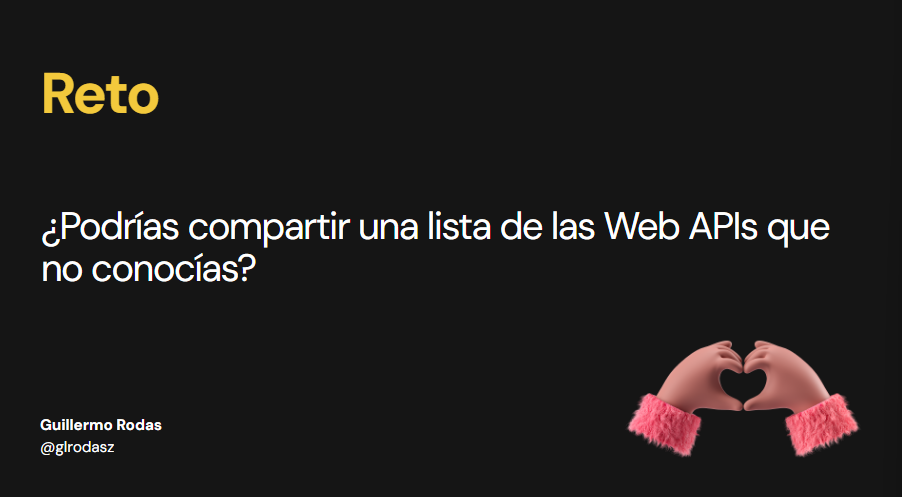 Reto
¿Podrías compartir una lista de las Web APIs que
no conocías?
Guillermo Rodas
@glrodasz